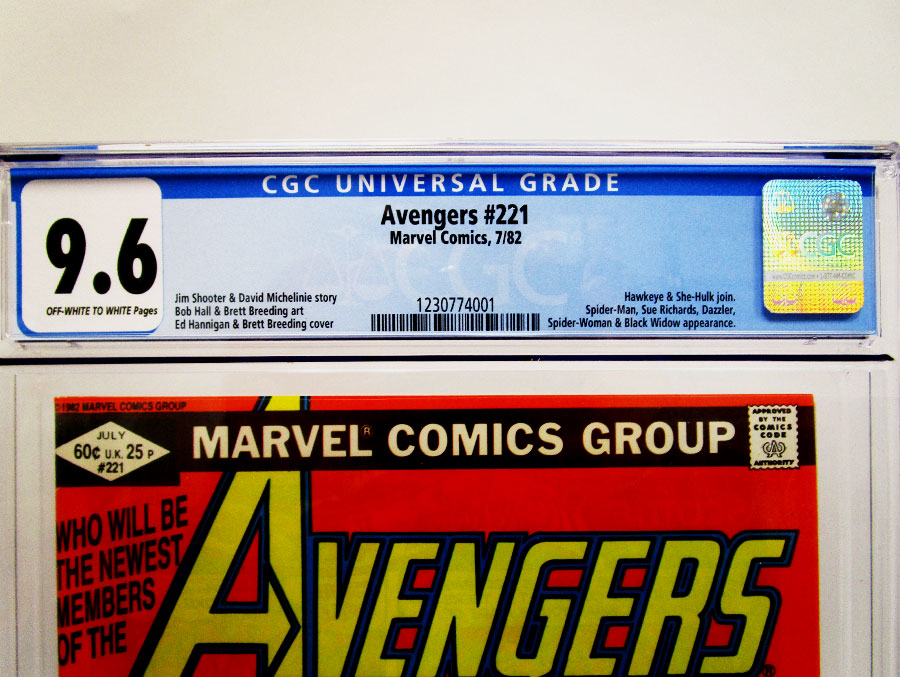 CGC UNIVERSAL GRADE
9.6
OFF-WHITE TO WHITE Pages
Avengers #221
Marvel Comics, 7/82
Jim Shooter & David Michelinie story
Bob Hall & Brett Breeding art
Ed Hannigan & Brett Breeding cover
1230774001
Hawkeye & She-Hulk join.
Spider-Man, Sue Richards, Dazzler,
Spider-Woman & Black Widow appearance.
CGC
©1982 MARVEL COMICS GROUP
JULY
60¢ U.K. 25 P
#221
MARVEL® COMICS GROUP
APPROVED
BY THE
COMICS
CODE
AUTHORITY
WHO WILL BE
THE NEWEST
MEMBERS
OF THE
AVENGERS®